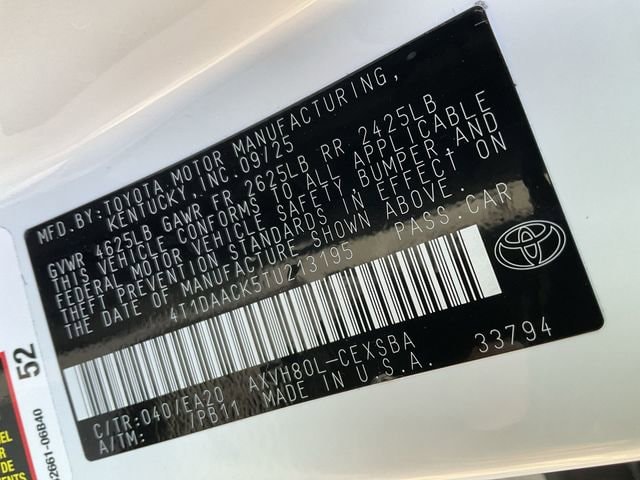 MFD.BY:TOYOTA MOTOR MANUFACTURING,
KENTUCKY, INC.09/25
GVWR 4625LB GAWR FR 2625LB RR 2425LB
THIS VEHICLE CONFORMS TO ALL APPLICABLE
FEDERAL MOTOR VEHICLE SAFETY,BUMPER,AND
THEFT PREVENTION STANDARDS IN EFFECT ON
THE DATE OF MANUFACTURE SHOWN ABOVE.
4T1DAACK5TU213195 PASS.CAR
C/TR:040/EA20 AXVH80L-CEXSBA
A/TM: /PB11 MADE IN U.S.A. 33794
52